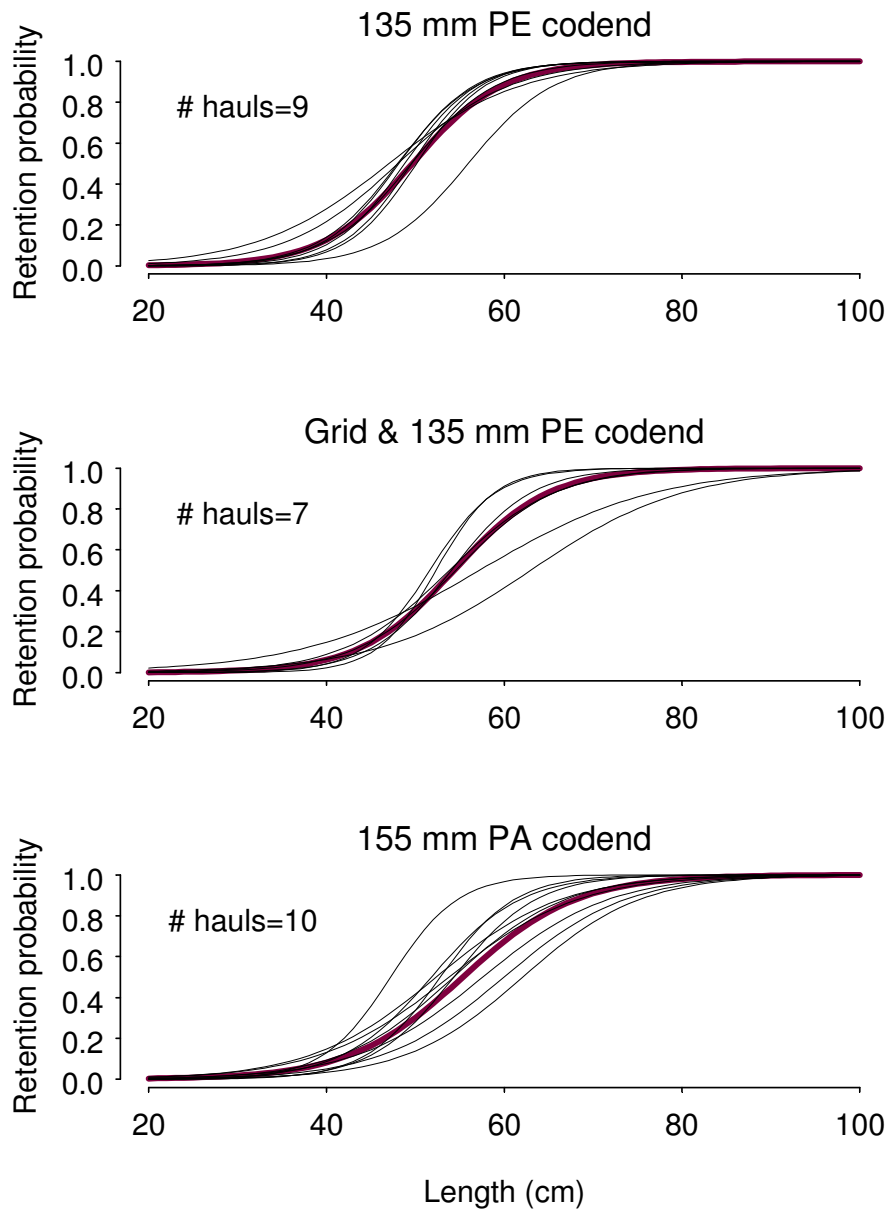 135 mm PE codend
Retention probability
1.0
0.8
0.6
0.4
0.2
0.0
# hauls=9
20 40 60 80 100
Grid & 135 mm PE codend
Retention probability
1.0
0.8
0.6
0.4
0.2
0.0
# hauls=7
20 40 60 80 100
155 mm PA codend
Retention probability
1.0
0.8
0.6
0.4
0.2
0.0
# hauls=10
20 40 60 80 100
Length (cm)